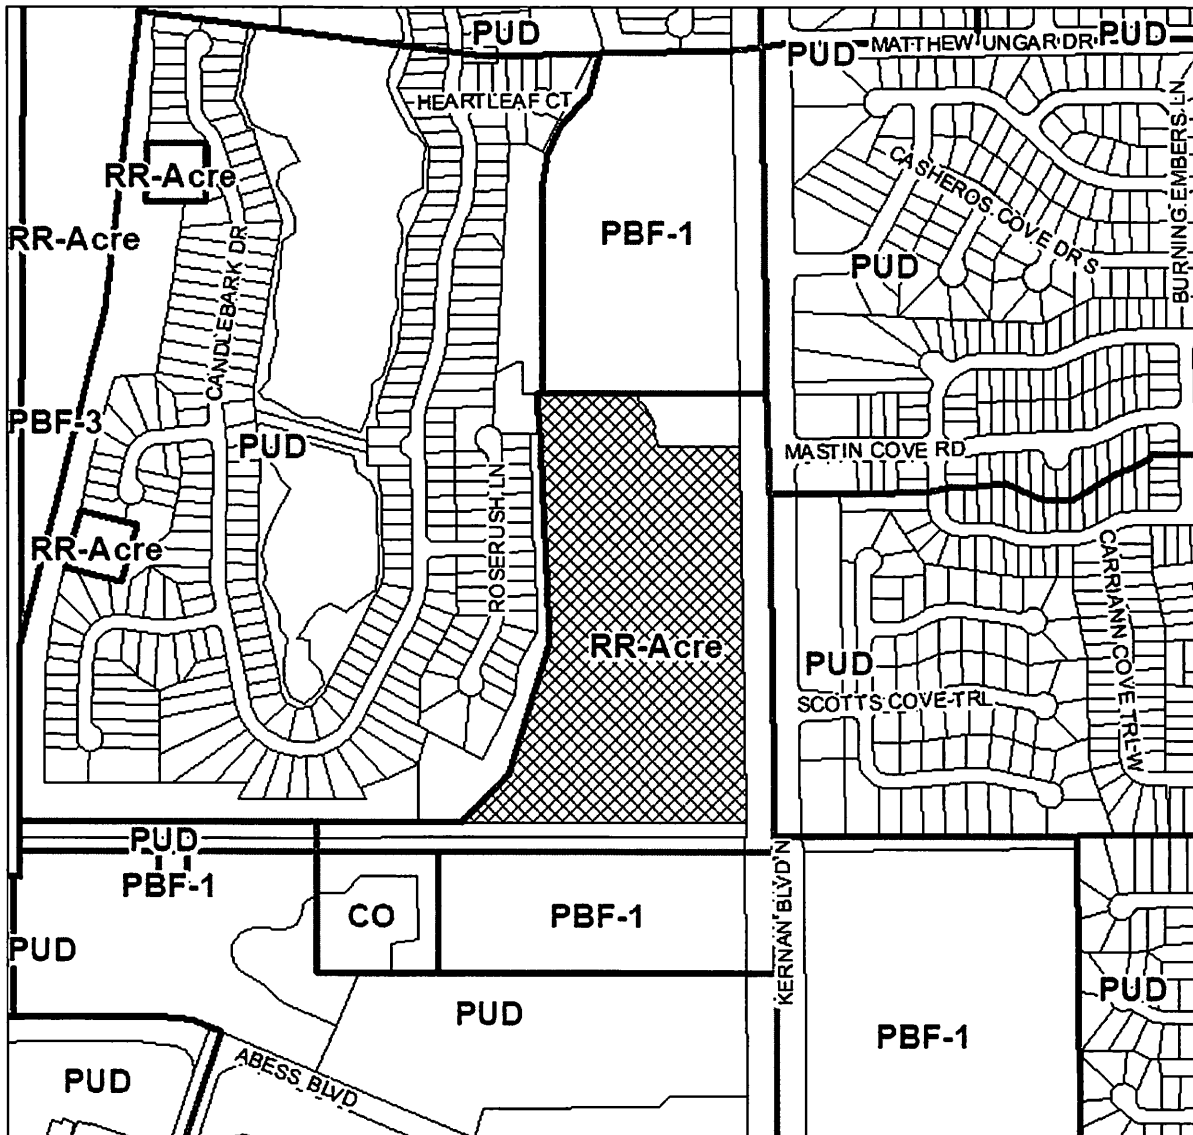 PUD
MATTHEW UNGAR DR
PUD
PUD
HEARTLEAF CT
BURNING EMBERS LN
CASHEROS COVE DR S
RR-Acre
RR-Acre
PBF-1
PUD
CANDLEBARK DR
PBF-3
PUD
MASTIN COVE RD
ROSERUSH LN
RR-Acre
CARRIANN COVE TRL W
RR-Acre
PUD
SCOTTS COVE TRL
PUD
PBF-1
KERNAN BLVD N
CO
PBF-1
PUD
PUD
PUD
PBF-1
ABESS BLVD
PUD